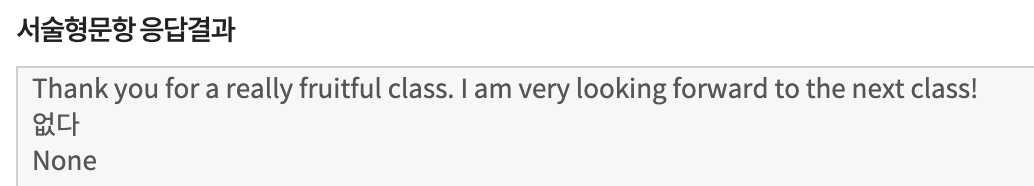 서술형문항 응답결과
Thank you for a really fruitful class. I am very looking forward to the next class!
없다
None